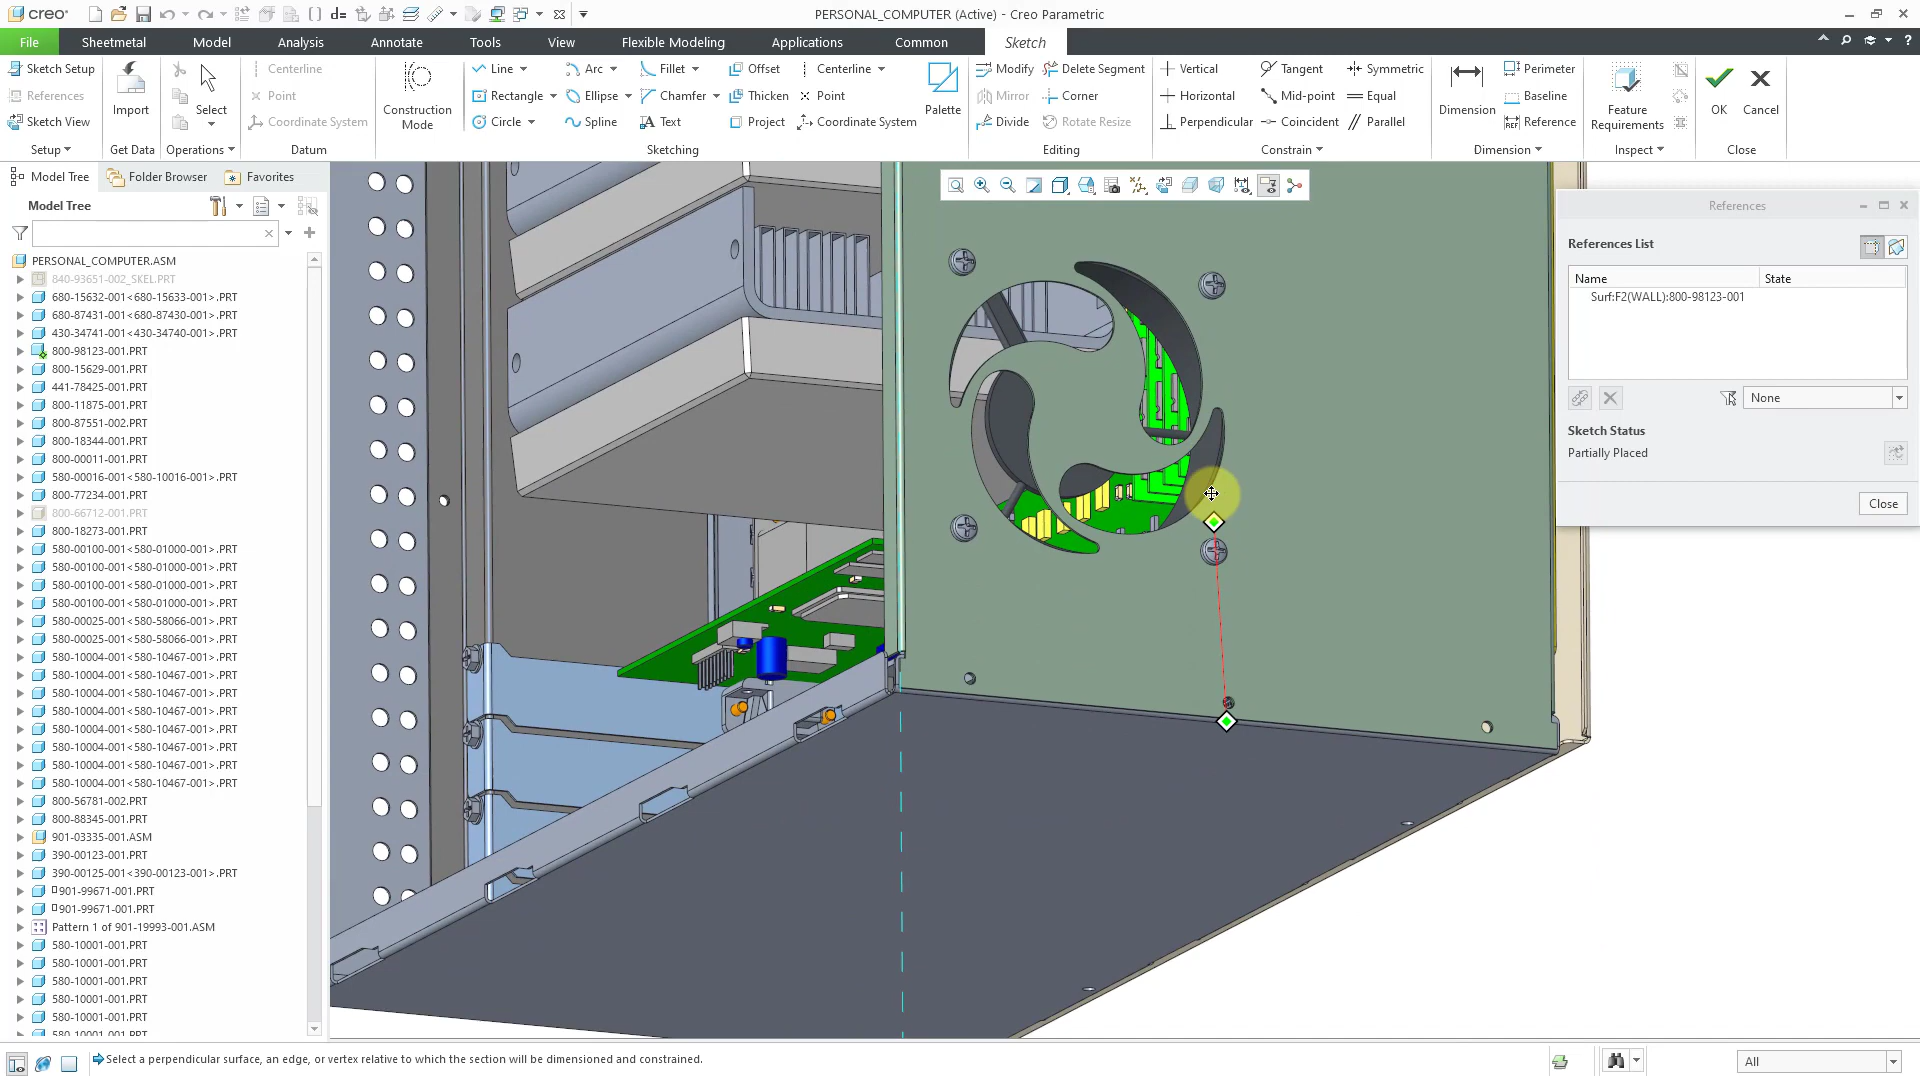 creo
d=
PERSONAL_COMPUTER (Active) - Creo Parametric
File
Sheetmetal
Model
Analysis
Annotate
Tools
View
Flexible Modeling
Applications
Common
Sketch
Sketch Setup
References
Sketch View
Setup
Import
Get Data
Select
Operations
Centerline
Point
Coordinate System
Datum
Construction
Mode
Line
Rectangle
Circle
Arc
Ellipse
Spline
Fillet
Chamfer
Text
Offset
Thicken
Project
Centerline
Point
Coordinate System
Palette
Sketching
Modify
Mirror
Divide
Delete Segment
Corner
Rotate Resize
Editing
Vertical
Horizontal
Perpendicular
Tangent
Mid-point
Coincident
Symmetric
Equal
Parallel
Constrain
Dimension
Perimeter
Baseline
REF Reference
Dimension
Feature
Requirements
Inspect
OK
Cancel
Close
Model Tree
Folder Browser
Favorites
Model Tree
PERSONAL_COMPUTER.ASM
840-93651-002_SKEL.PRT
680-15632-001<680-15633-001>.PRT
680-87431-001<680-87430-001>.PRT
430-34741-001<430-34740-001>.PRT
800-98123-001.PRT
800-15629-001.PRT
441-78425-001.PRT
800-11875-001.PRT
800-87551-002.PRT
800-18344-001.PRT
800-00011-001.PRT
580-00016-001<580-10016-001>.PRT
800-77234-001.PRT
800-66712-001.PRT
800-18273-001.PRT
580-00100-001<580-01000-001>.PRT
580-00100-001<580-01000-001>.PRT
580-00100-001<580-01000-001>.PRT
580-00100-001<580-01000-001>.PRT
580-00025-001<580-58066-001>.PRT
580-00025-001<580-58066-001>.PRT
580-10004-001<580-10467-001>.PRT
580-10004-001<580-10467-001>.PRT
580-10004-001<580-10467-001>.PRT
580-10004-001<580-10467-001>.PRT
580-10004-001<580-10467-001>.PRT
580-10004-001<580-10467-001>.PRT
580-10004-001<580-10467-001>.PRT
580-10004-001<580-10467-001>.PRT
800-56781-002.PRT
800-88345-001.PRT
901-03335-001.ASM
390-00123-001.PRT
390-00125-001<390-00123-001>.PRT
901-99671-001.PRT
901-99671-001.PRT
Pattern 1 of 901-19993-001.ASM
580-10001-001.PRT
580-10001-001.PRT
580-10001-001.PRT
580-10001-001.PRT
580-10001-001.PRT
580-10001-001.PRT
References
References List
Name
State
Surf:F2(WALL):800-98123-001
None
Sketch Status
Partially Placed
Close
Select a perpendicular surface, an edge, or vertex relative to which the section will be dimensioned and constrained.
All